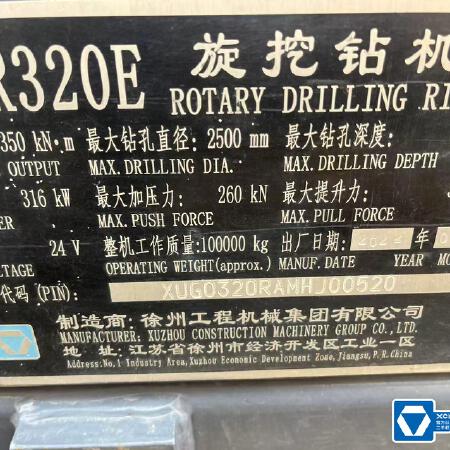 R320E 旋挖钻机
ROTARY DRILLING RI
350 kN·m 最大钻孔直径: 2500 mm 最大钻孔深度:
OUTPUT MAX. DRILLING DIA. MAX. DRILLING DEPTH
316 kW 最大加压力: 260 kN 最大提升力:
ER MAX. PUSH FORCE MAX. PULL FORCE
24 V 整机工作质量:100000 kg 出厂日期: 年
LTAGE OPERATING WEIGHT(approx.) MANUF. DATE YEAR MO
代码 (PIN): XUG0320RAMHJ00520
制造商:徐州工程机械集团有限公司
MANUFACTURER: XUZHOU CONSTRUCTION MACHINERY GROUP CO., LTD.
地 址: 江苏省徐州市经济开发区工业一区
Address:No.1 Industry Area,Xuzhou Economic Development Zone,Jiangsu,P.R.China
XC